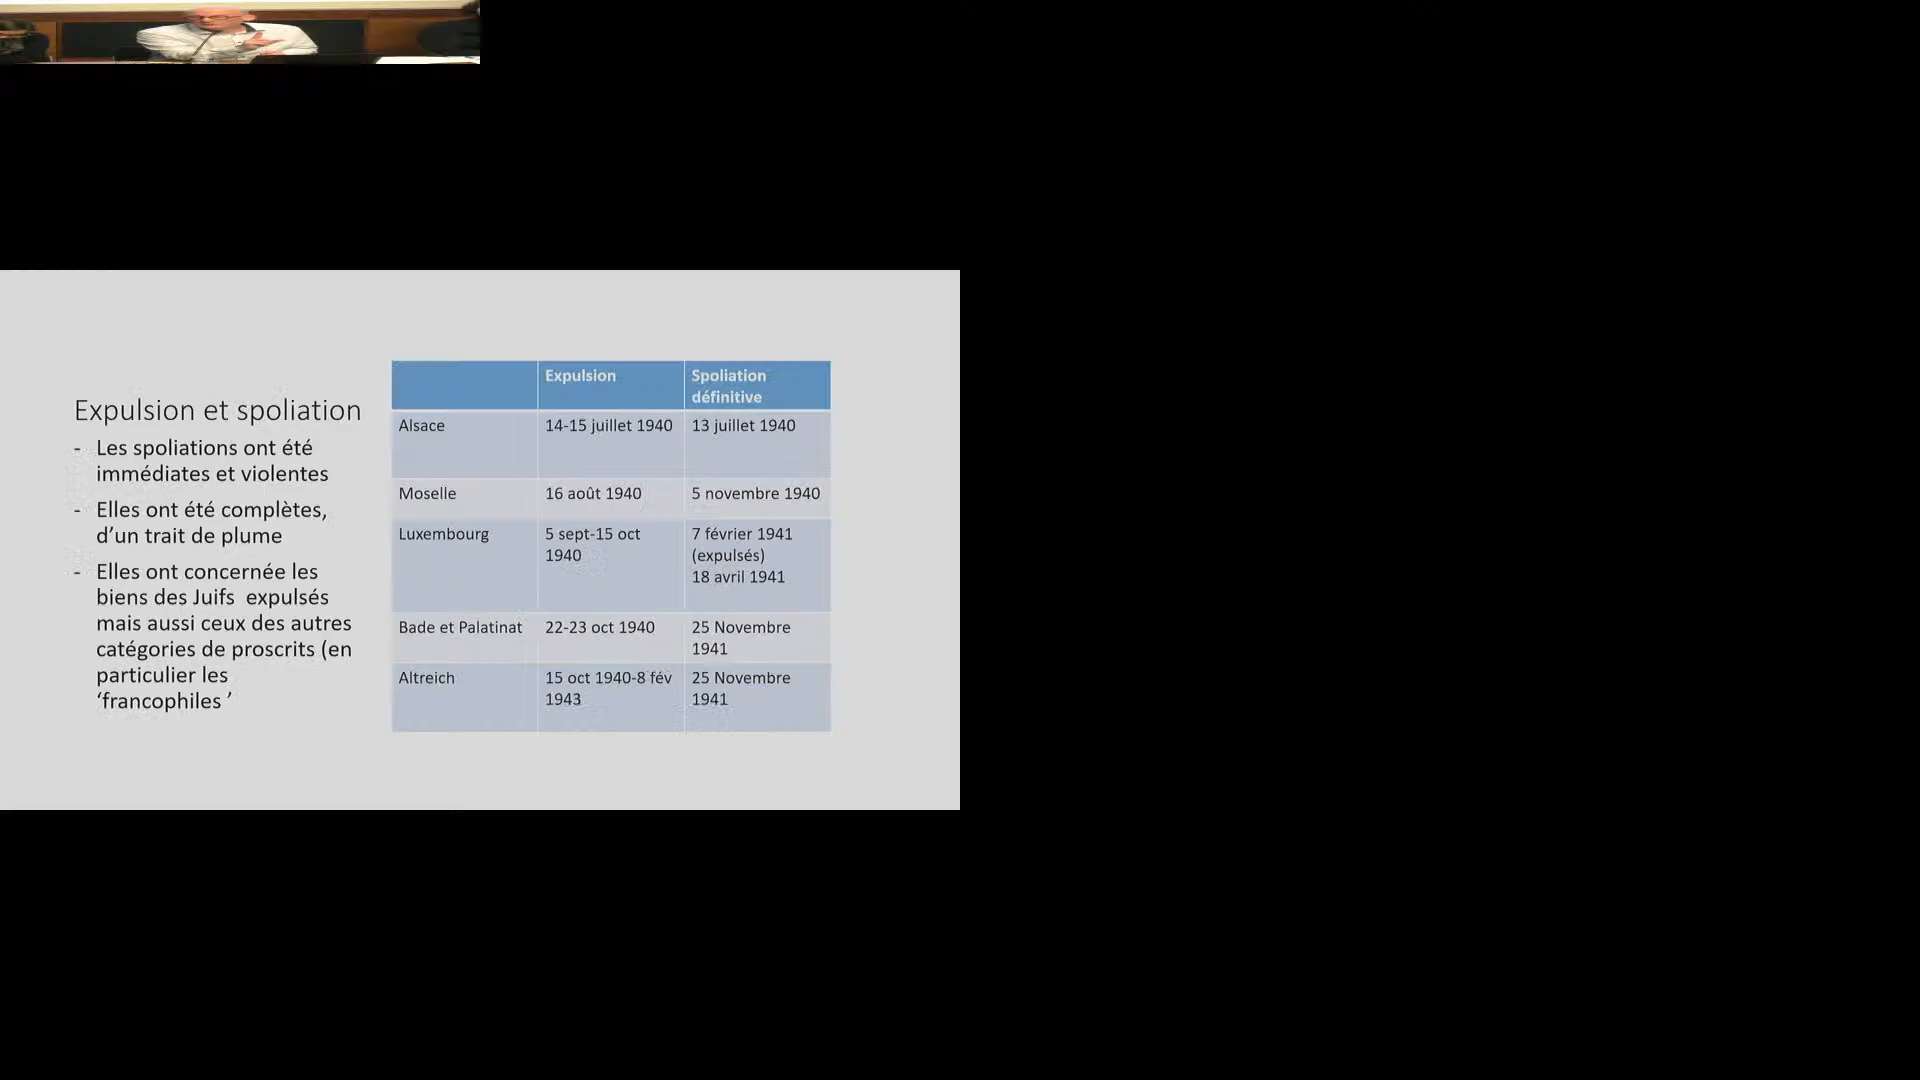 Expulsion et spoliation
- Les spoliations ont été
immédiates et violentes
- Elles ont été complètes,
d’un trait de plume
- Elles ont concernée les
biens des Juifs  expulsés
mais aussi ceux des autres
catégories de proscrits (en
particulier les
‘francophiles ’
Expulsion
Spoliation
définitive
Alsace
14-15 juillet 1940
13 juillet 1940
Moselle
16 août 1940
5 novembre 1940
Luxembourg
5 sept-15 oct
1940
7 février 1941
(expulsés)
18 avril 1941
Bade et Palatinat
22-23 oct 1940
25 Novembre
1941
Altreich
15 oct 1940-8 fév
1943
25 Novembre
1941